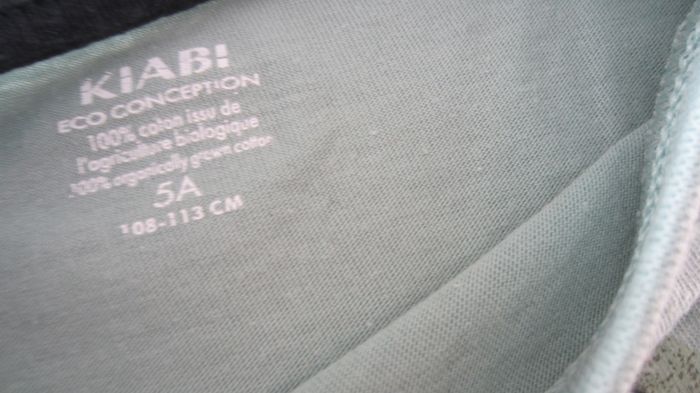 KIABI
ECO CONCEPTION
100% coton issu de
l'agriculture biologique
100% organically grown cotton
5A
108-113 CM